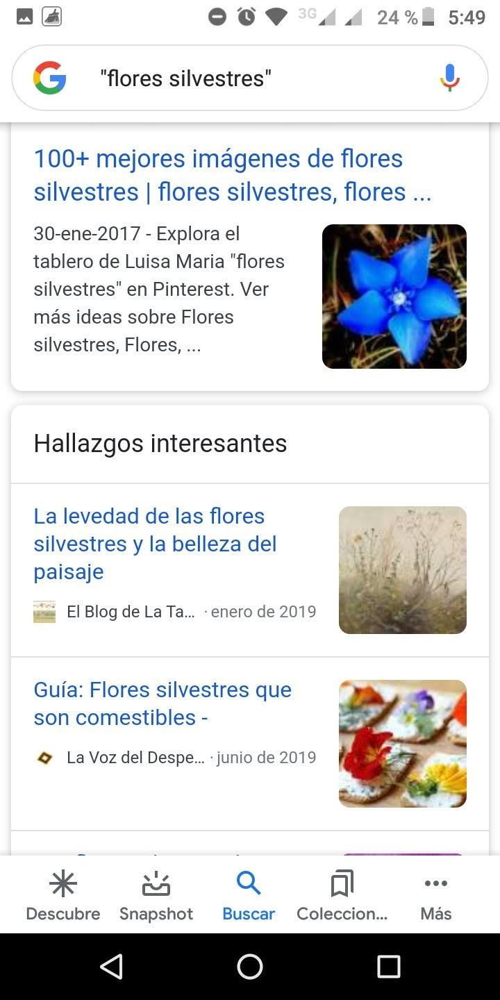 3G 24 % 5:49
"flores silvestres"
100+ mejores imágenes de flores
silvestres | flores silvestres, flores ...
30-ene-2017 - Explora el
tablero de Luisa Maria "flores
silvestres" en Pinterest. Ver
más ideas sobre Flores
silvestres, Flores, ...
Hallazgos interesantes
La levedad de las flores
silvestres y la belleza del
paisaje
El Blog de La Ta... · enero de 2019
Guía: Flores silvestres que
son comestibles -
La Voz del Despe... · junio de 2019
Descubre Snapshot Buscar Coleccion... Más